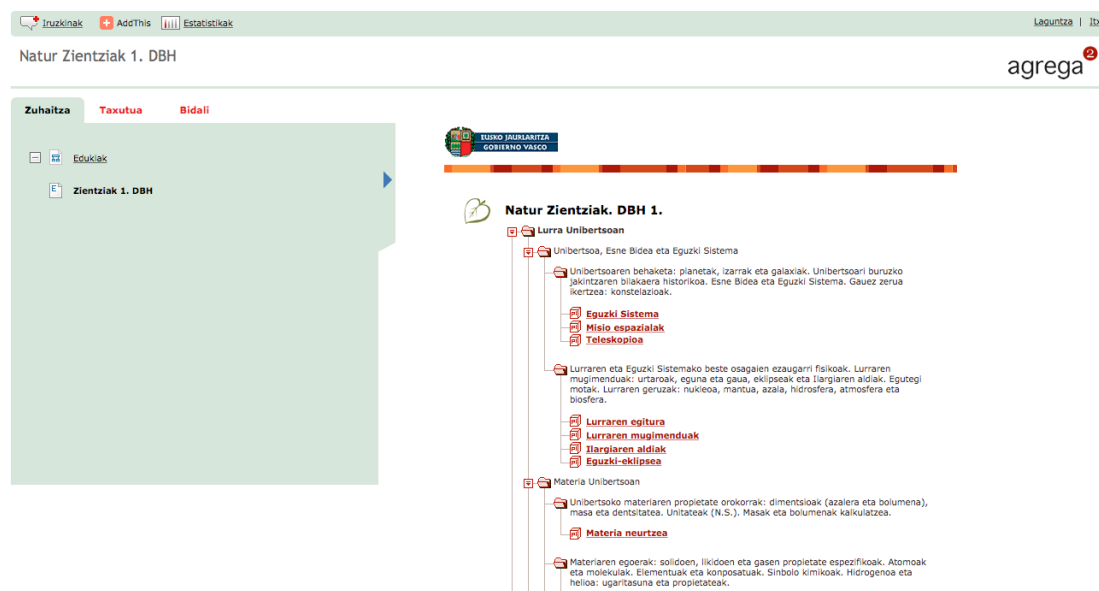 Iruzkinak AddThis Estatistikak Laguntza | Itx
Natur Zientziak 1. DBH
agrega2
Zuhaitza Taxutua Bidali
Edukiak
Zientziak 1. DBH
EUSKO JAURLARITZA
GOBIERNO VASCO
Natur Zientziak. DBH 1.
Lurra Unibertsoan
Unibertsoa, Esne Bidea eta Eguzki Sistema
Unibertsoaren behaketa: planetak, izarrak eta galaxiak. Unibertsoari buruzko
jakintzaren bilakaera historikoa. Esne Bidea eta Eguzki Sistema. Gauez zerua
ikertzea: konstelazioak.
Eguzki Sistema
Misio espazialak
Teleskopioa
Lurraren eta Eguzki Sistemako beste osagaien ezaugarri fisikoak. Lurraren
mugimenduak: urtaroak, eguna eta gaua, eklipseak eta Ilargiaren aldiak. Egutegi
motak. Lurraren geruzak: nukleoa, mantua, azala, hidrosfera, atmosfera eta
biosfera.
Lurraren egitura
Lurraren mugimenduak
Ilargiaren aldiak
Eguzki-eklipsea
Materia Unibertsoan
Unibertsoko materiaren propietate orokorrak: dimentsioak (azalera eta bolumena),
masa eta dentsitatea. Unitateak (N.S.). Masak eta bolumenak kalkulatzea.
Materia neurtzea
Materiaren egoerak: solidoen, likidoen eta gasen propietate espezifikoak. Atomoak
eta molekulak. Elementuak eta konposatuak. Sinbolo kimikoak. Hidrogenoa eta
helioa: ugaritasuna eta propietateak.